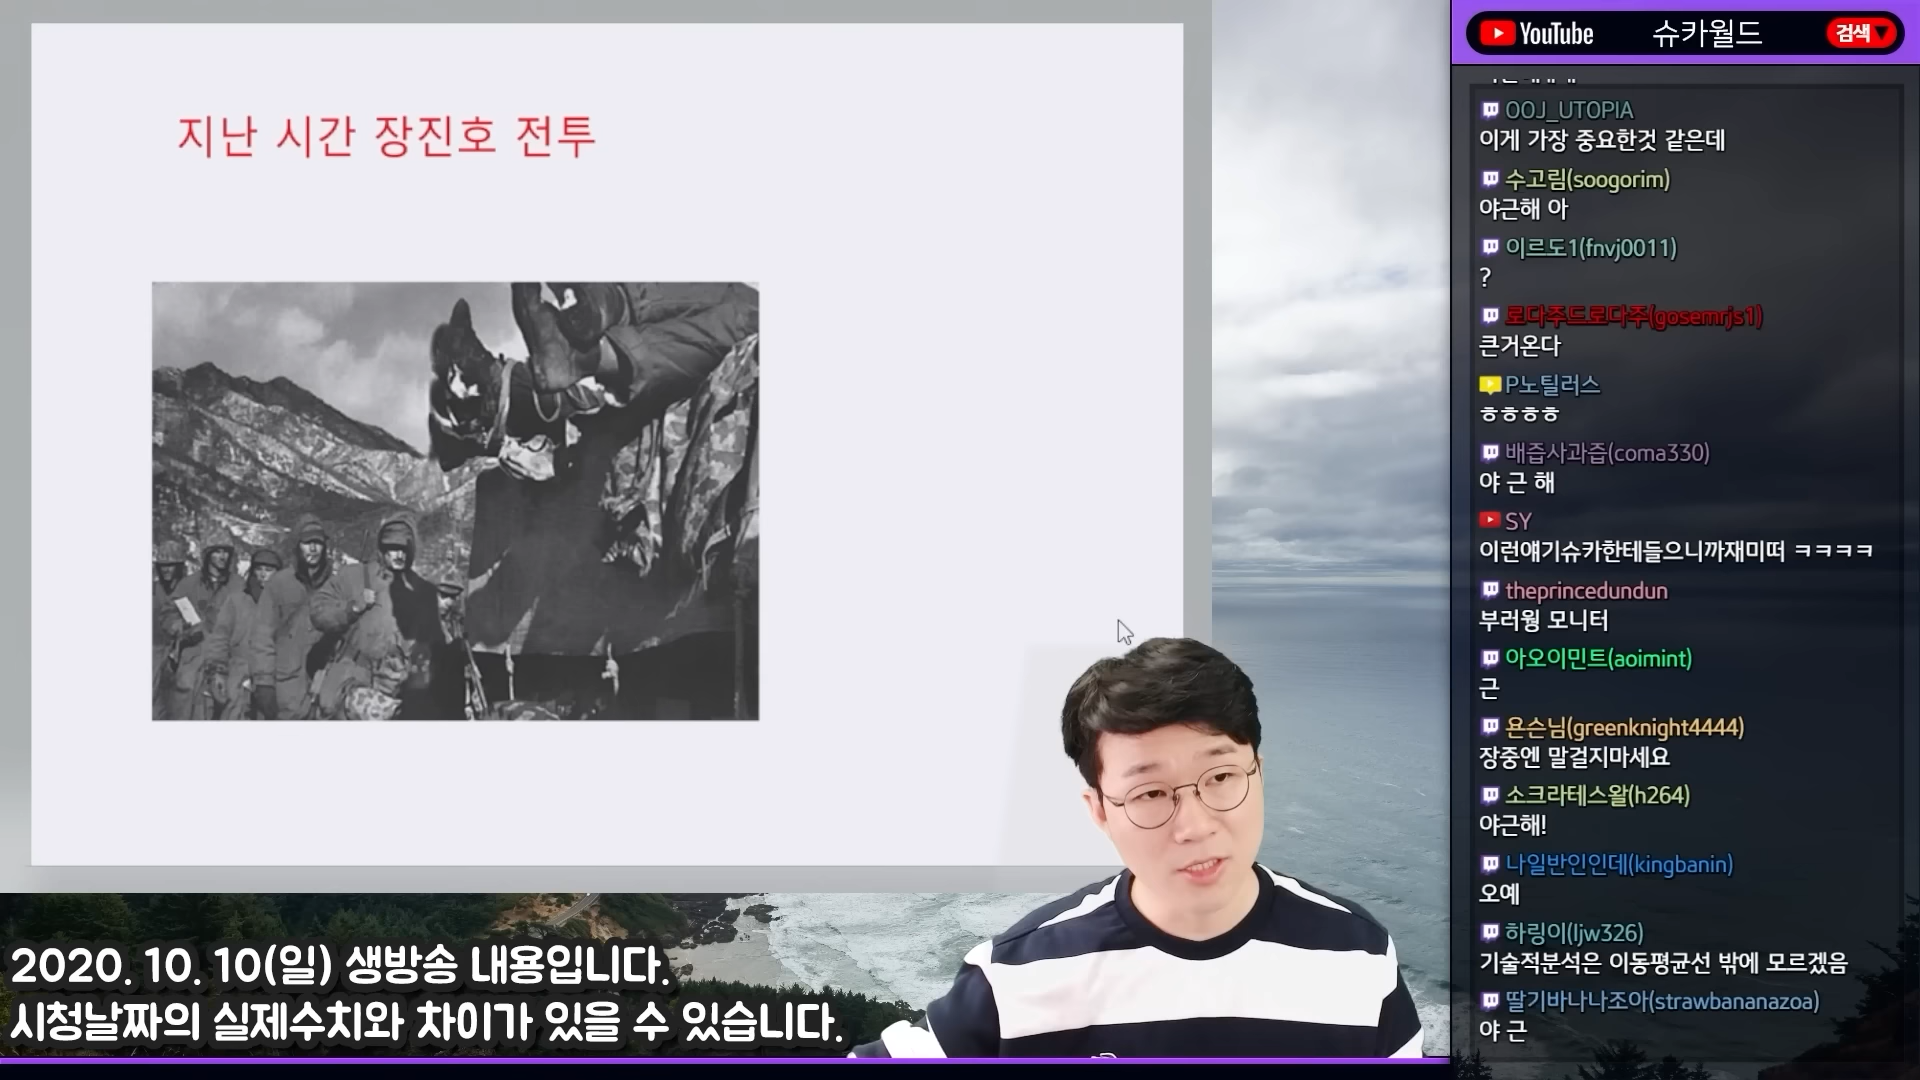 지난 시간 장진호 전투
2020. 10. 10(일) 생방송 내용입니다.
시청날짜의 실제수치와 차이가 있을 수 있습니다.
YouTube 슈카월드 검색▼
OOJ_UTOPIA
이게 가장 중요한것 같은데
수고림(soogorim)
야근해 아
이르도1(fnvj0011)
?
로다주드로다주(gosemrjs1)
큰거온다
P노틸러스
ㅎㅎㅎㅎ
배즙사과즙(coma330)
야 근 해
SY
이런얘기슈카한테들으니까재미떠 ㅋㅋㅋㅋ
theprincedundun
부러웡 모니터
아오이민트(aoimint)
근
욘슨님(greenknight4444)
장중엔 말걸지마세요
소크라테스왈(h264)
야근해!
나일반인인데(kingbanin)
오예
하링이(ljw326)
기술적분석은 이동평균선 밖에 모르겠음
딸기바나나조아(strawbananazoa)
야 근